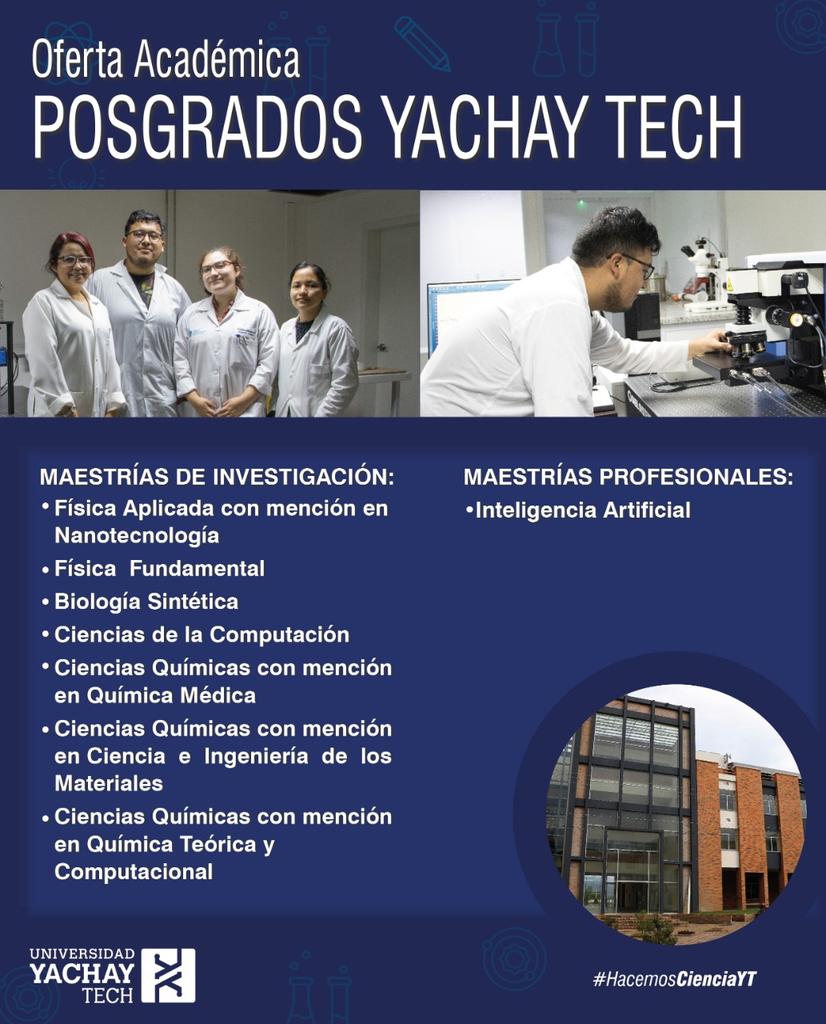 Oferta Académica
POSGRADOS YACHAY TECH
MAESTRÍAS DE INVESTIGACIÓN:
• Física Aplicada con mención en
Nanotecnología
• Física Fundamental
• Biología Sintética
• Ciencias de la Computación
• Ciencias Químicas con mención
en Química Médica
• Ciencias Químicas con mención
en Ciencia e Ingeniería de los
Materiales
• Ciencias Químicas con mención
en Química Teórica y
Computacional
MAESTRÍAS PROFESIONALES:
•Inteligencia Artificial
UNIVERSIDAD
YACHAY
TECH
#HacemosCienciaYT